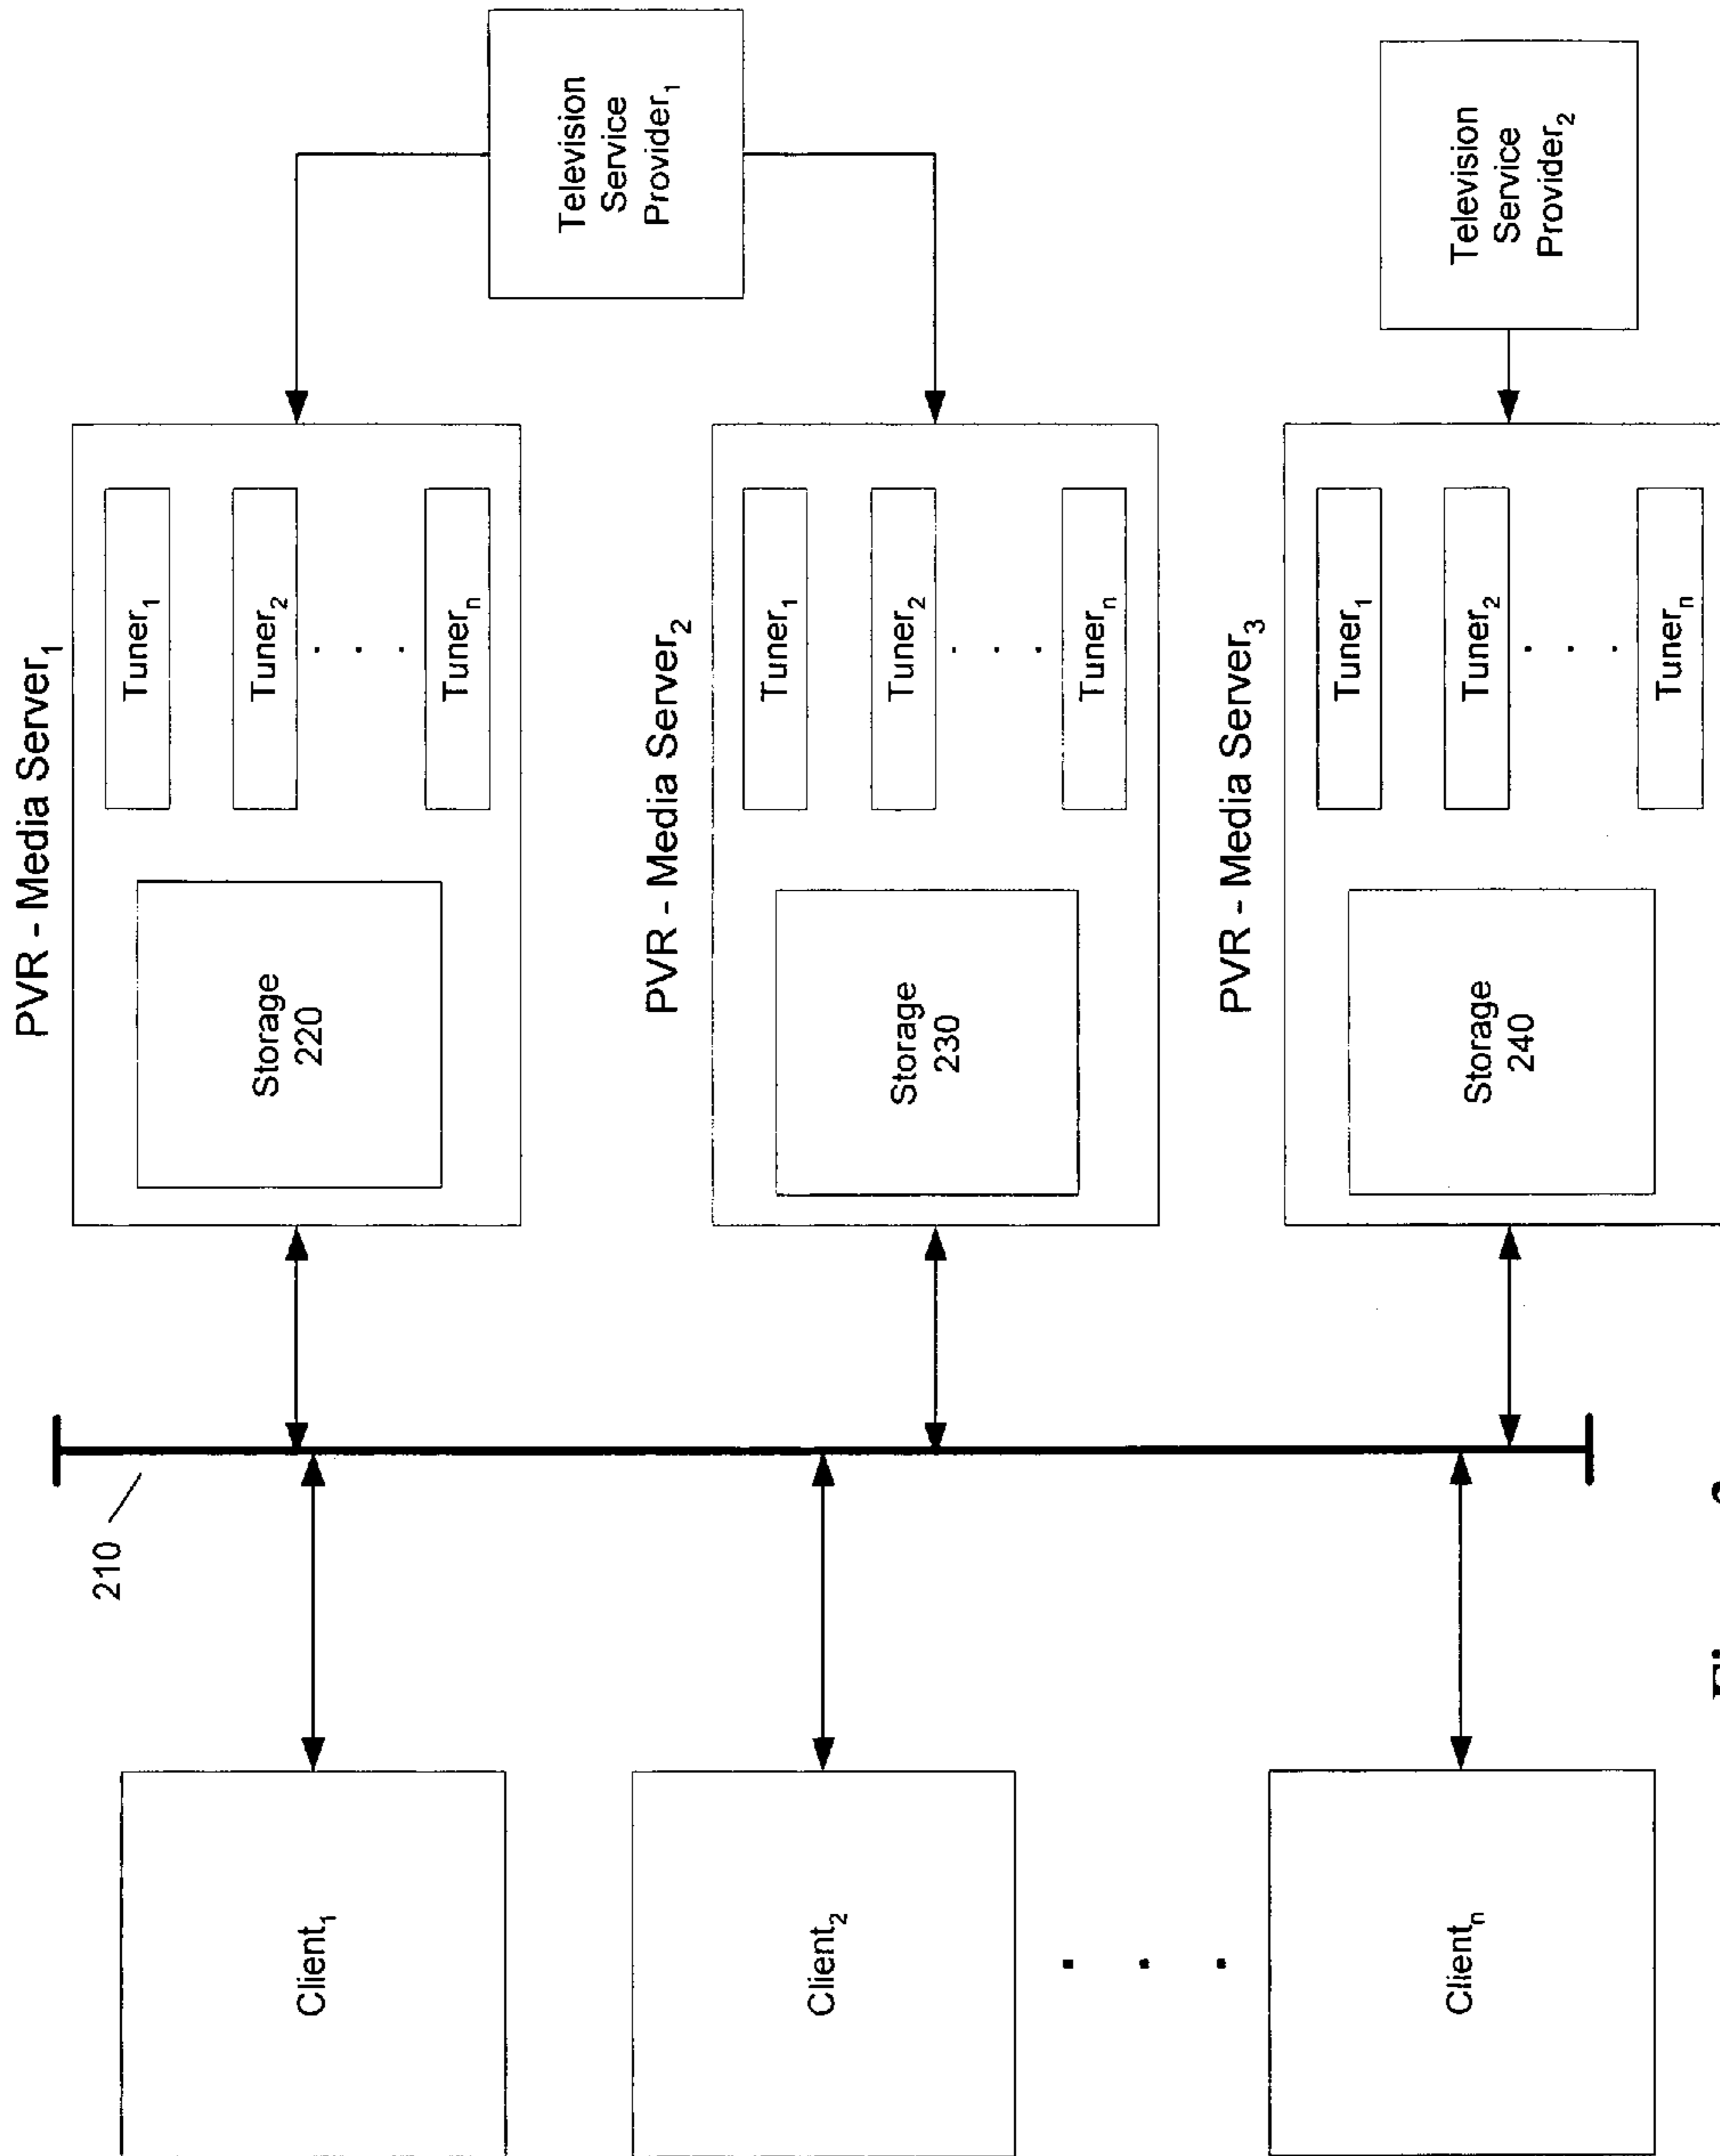 PVR - Media Server₁
Storage
220
Tuner₁
Tuner₂
. . .
Tunerₙ
Television
Service
Provider₁
PVR - Media Server₂
Storage
230
Tuner₁
Tuner₂
. . .
Tunerₙ
PVR - Media Server₃
Storage
240
Tuner₁
Tuner₂
. . .
Tunerₙ
Television
Service
Provider₂
210
Client₁
Client₂
. . .
Clientₙ